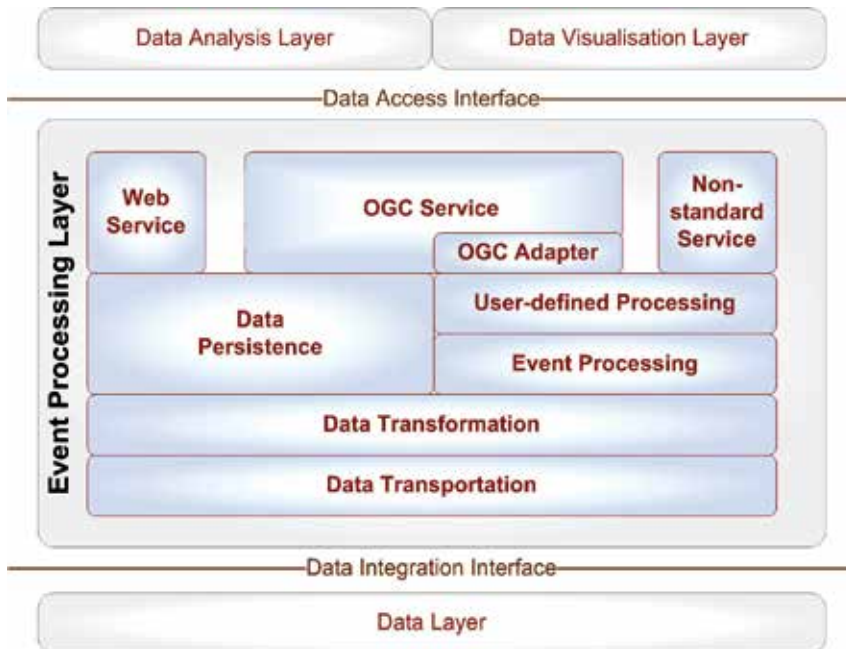 Data Analysis Layer
Data Visualisation Layer
Data Access Interface
Event Processing Layer
Web
Service
OGC Service
Non-
standard
Service
OGC Adapter
Data
Persistence
User-defined Processing
Event Processing
Data Transformation
Data Transportation
Data Integration Interface
Data Layer